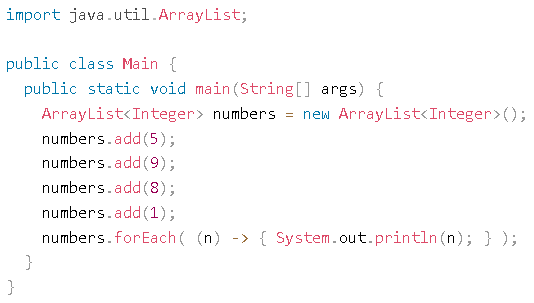 import java.util.ArrayList;

public class Main {
  public static void main(String[] args) {
    ArrayList<Integer> numbers = new ArrayList<Integer>();
    numbers.add(5);
    numbers.add(9);
    numbers.add(8);
    numbers.add(1);
    numbers.forEach( (n) -> { System.out.println(n); } );
  }
}